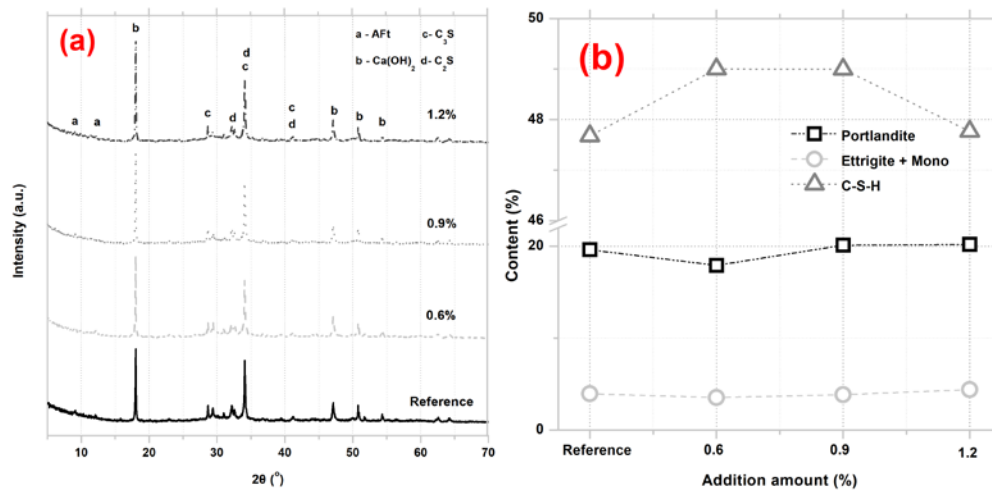 (a)
a - AFt c- C3S
b - Ca(OH)2 d- C2S
b
d
c
1.2%
a a
c
d
c
d
b
b
b
0.9%
0.6%
Reference
Intensity (a.u.)
10 20 30 40 50 60 70
2θ (°)
(b)
50
48
46
20
0
Content (%)
Portlandite
Ettrigite + Mono
C-S-H
Reference 0.6 0.9 1.2
Addition amount (%)